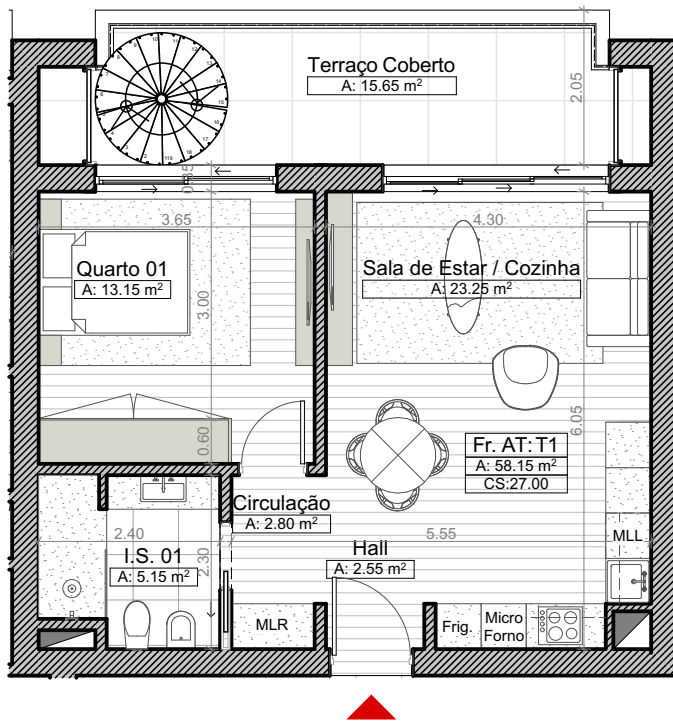 Terraço Coberto
A: 15.65 m²
2.05
3.65
4.30
Quarto 01
A: 13.15 m²
3.00
Sala de Estar / Cozinha
A: 23.25 m²
6.05
0.60
Fr. AT: T1
A: 58.15 m²
CS:27.00
Circulação
A: 2.80 m²
2.40
5.55
Hall
A: 2.55 m²
I.S. 01
A: 5.15 m²
2.30
MLL
MLR
Frig.
Micro
Forno